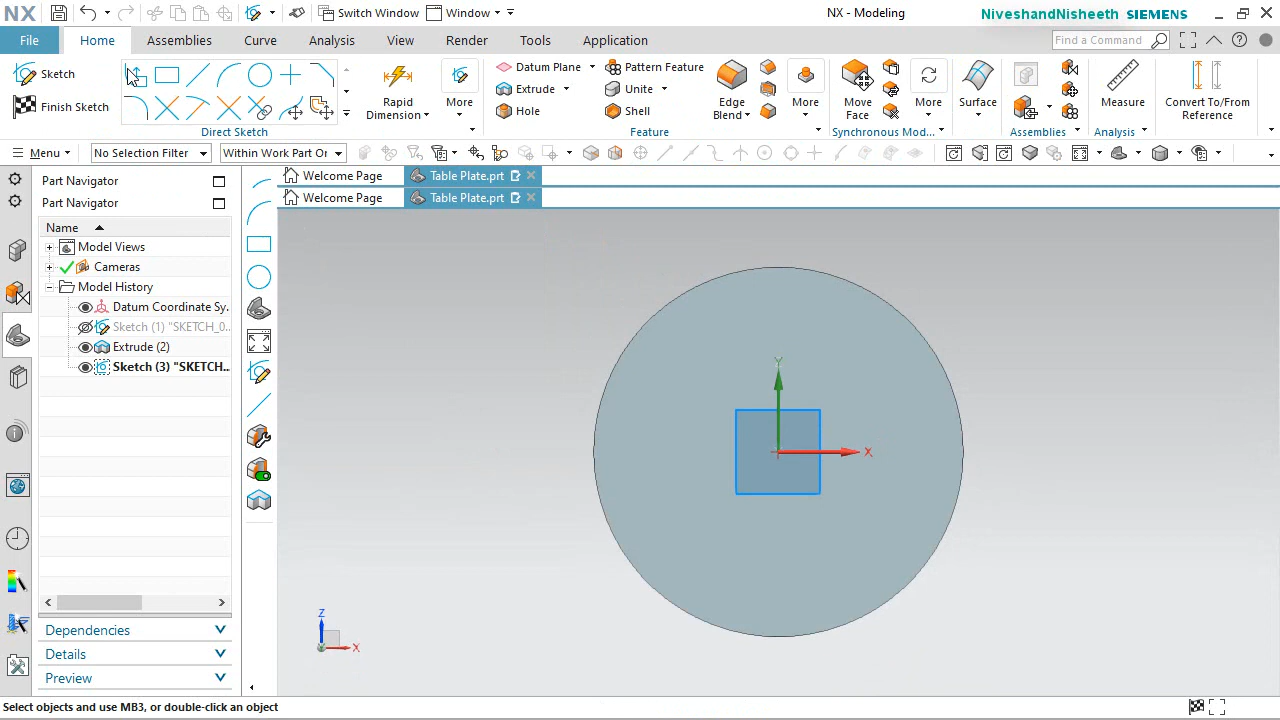 NX
Switch Window
Window
NX - Modeling
NiveshandNisheeth SIEMENS
File
Home
Assemblies
Curve
Analysis
View
Render
Tools
Application
Find a Command
Sketch
Finish Sketch
Direct Sketch
Rapid Dimension
More
Datum Plane
Extrude
Hole
Pattern Feature
Unite
Shell
Edge Blend
More
Feature
Move Face
More
Synchronous Mod...
Surface
Assemblies
Measure
Analysis
Convert To/From Reference
Menu
No Selection Filter
Within Work Part Or
Part Navigator
Welcome Page
Table Plate.prt
Part Navigator
Welcome Page
Table Plate.prt
Name
Model Views
Cameras
Model History
Datum Coordinate Sy.
Sketch (1) "SKETCH_0..
Extrude (2)
Sketch (3) "SKETCH...
Y
X
Z
X
Dependencies
Details
Preview
Select objects and use MB3, or double-click an object